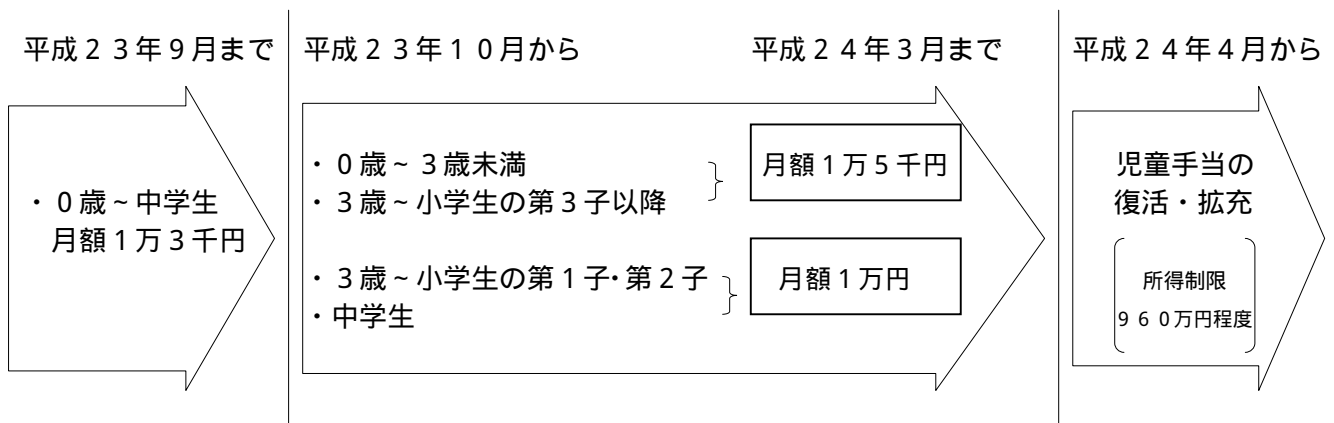 平成２３年９月まで
・０歳～中学生
月額１万３千円
平成２３年１０月から
平成２４年３月まで
・０歳～３歳未満
・３歳～小学生の第３子以降
月額１万５千円
・３歳～小学生の第１子・第２子
・中学生
月額１万円
平成２４年４月から
児童手当の
復活・拡充
所得制限
９６０万円程度